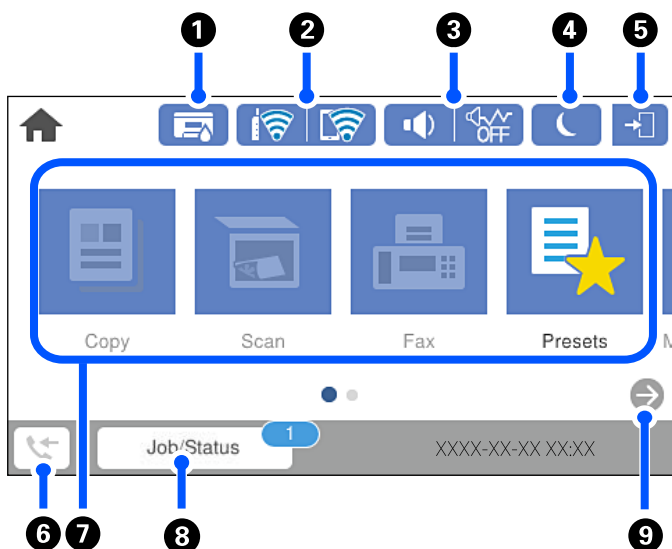 1 2 3 4 5
OFF
Copy Scan Fax Presets M
Job/Status 1 XXXX-XX-XX XX:XX
6 7 8 9